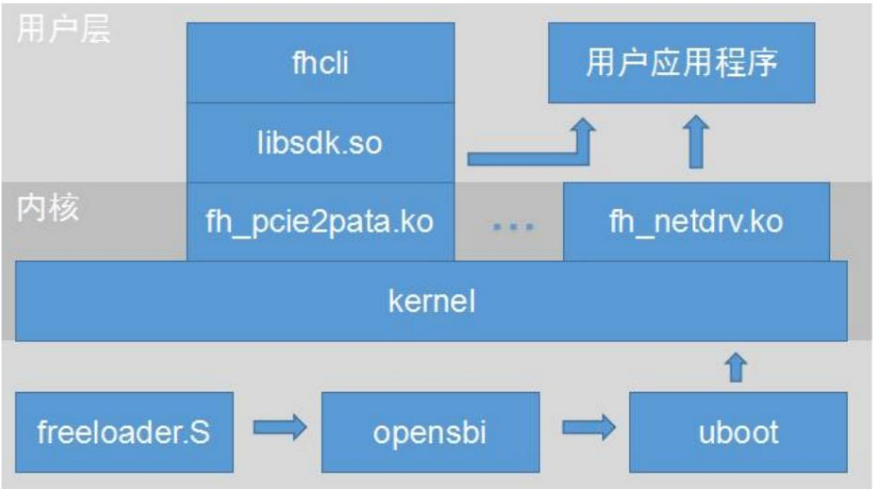 用户层
fhcli
用户应用程序
libsdk.so
内核
fh_pcie2pata.ko
...
fh_netdrv.ko
kernel
freeloader.S
opensbi
uboot